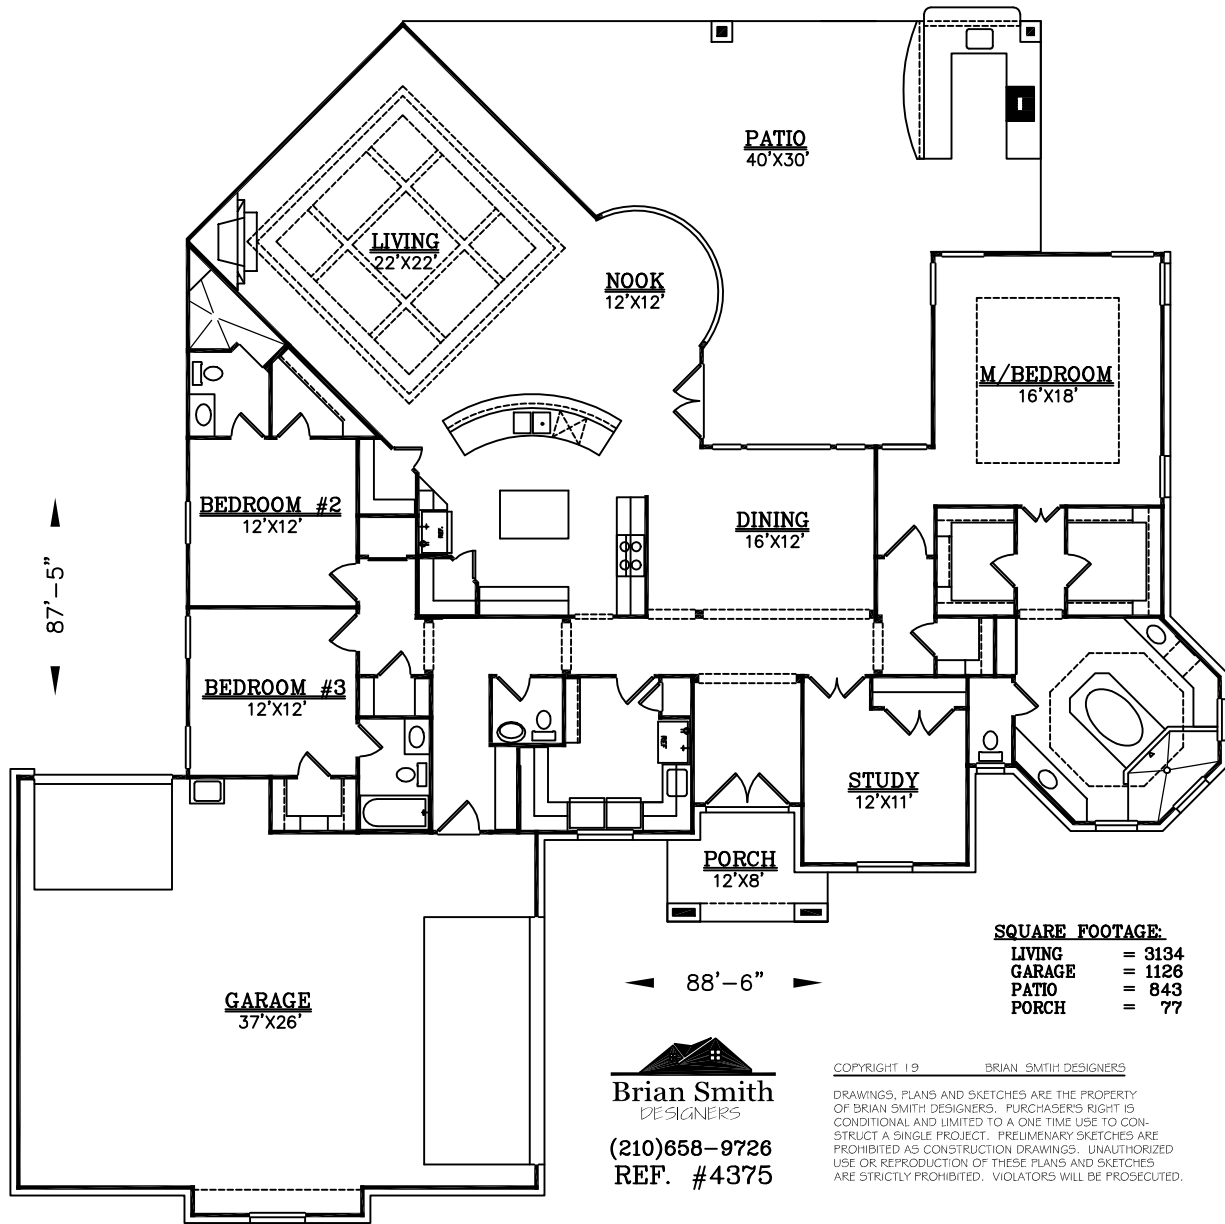 PATIO
40'X30'
LIVING
22'X22'
NOOK
12'X12'
M/BEDROOM
16'X18'
BEDROOM #2
12'X12'
DINING
16'X12'
REF.
87'-5"
BEDROOM #3
12'X12'
REF
STUDY
12'X11'
PORCH
12'X8'
GARAGE
37'X26'
88'-6"
SQUARE FOOTAGE:
LIVING = 3134
GARAGE = 1126
PATIO = 843
PORCH = 77
Brian Smith
DESIGNERS
(210)658-9726
REF. #4375
COPYRIGHT 19 BRIAN SMTIH DESIGNERS
DRAWINGS, PLANS AND SKETCHES ARE THE PROPERTY
OF BRIAN SMITH DESIGNERS. PURCHASER'S RIGHT IS
CONDITIONAL AND LIMITED TO A ONE TIME USE TO CON-
STRUCT A SINGLE PROJECT. PRELIMENARY SKETCHES ARE
PROHIBITED AS CONSTRUCTION DRAWINGS. UNAUTHORIZED
USE OR REPRODUCTION OF THESE PLANS AND SKETCHES
ARE STRICTLY PROHIBITED. VIOLATORS WILL BE PROSECUTED.